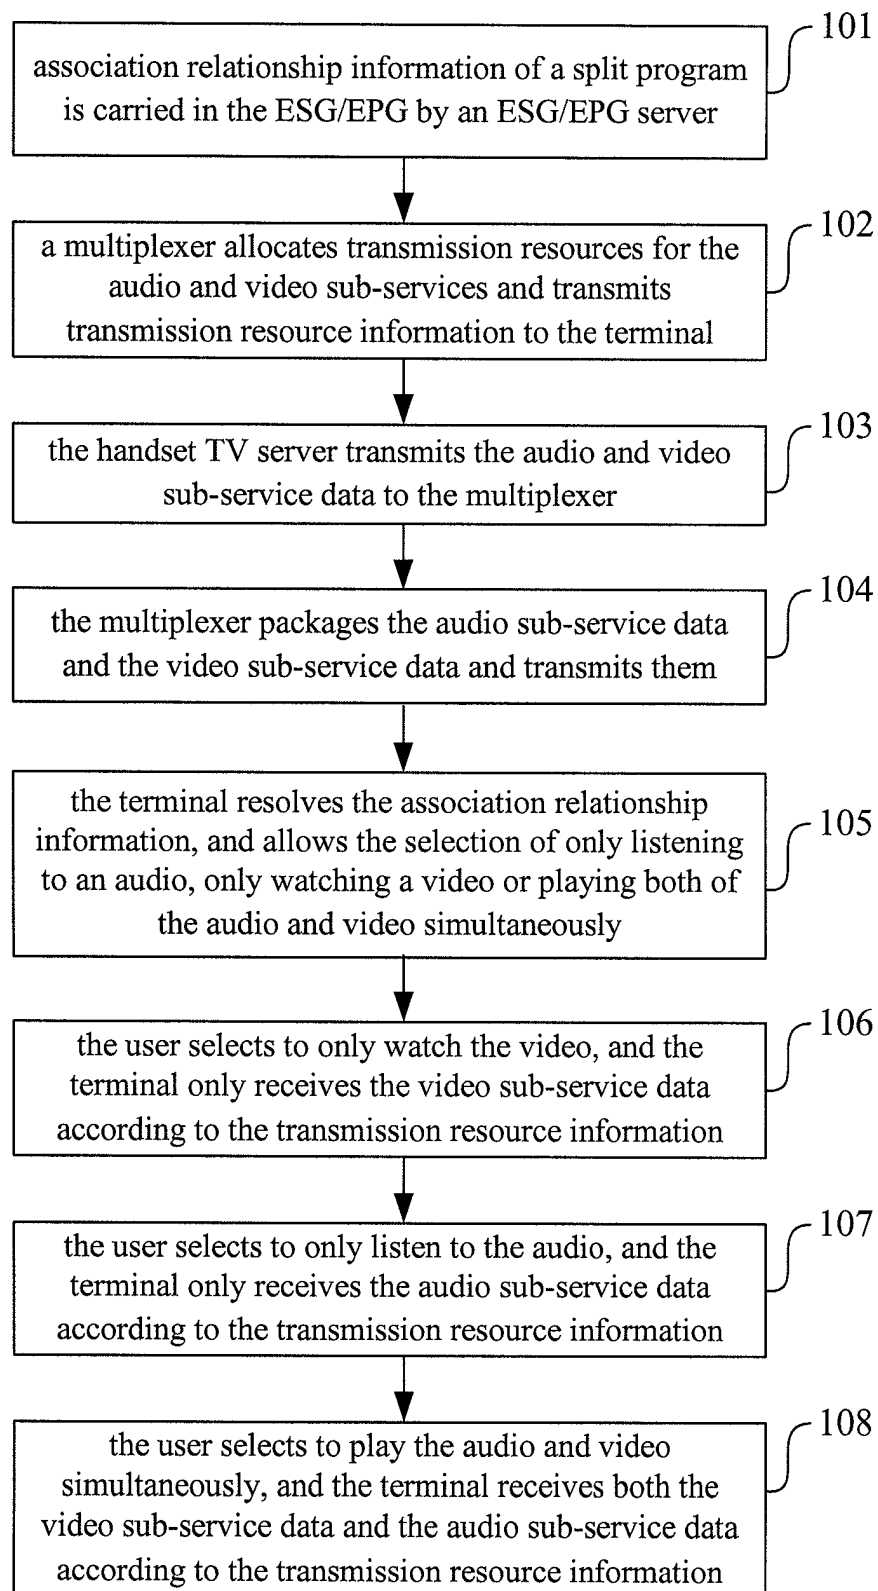 101
association relationship information of a split program
is carried in the ESG/EPG by an ESG/EPG server
102
a multiplexer allocates transmission resources for the
audio and video sub-services and transmits
transmission resource information to the terminal
103
the handset TV server transmits the audio and video
sub-service data to the multiplexer
104
the multiplexer packages the audio sub-service data
and the video sub-service data and transmits them
105
the terminal resolves the association relationship
information, and allows the selection of only listening
to an audio, only watching a video or playing both of
the audio and video simultaneously
106
the user selects to only watch the video, and the
terminal only receives the video sub-service data
according to the transmission resource information
107
the user selects to only listen to the audio, and the
terminal only receives the audio sub-service data
according to the transmission resource information
108
the user selects to play the audio and video
simultaneously, and the terminal receives both the
video sub-service data and the audio sub-service data
according to the transmission resource information